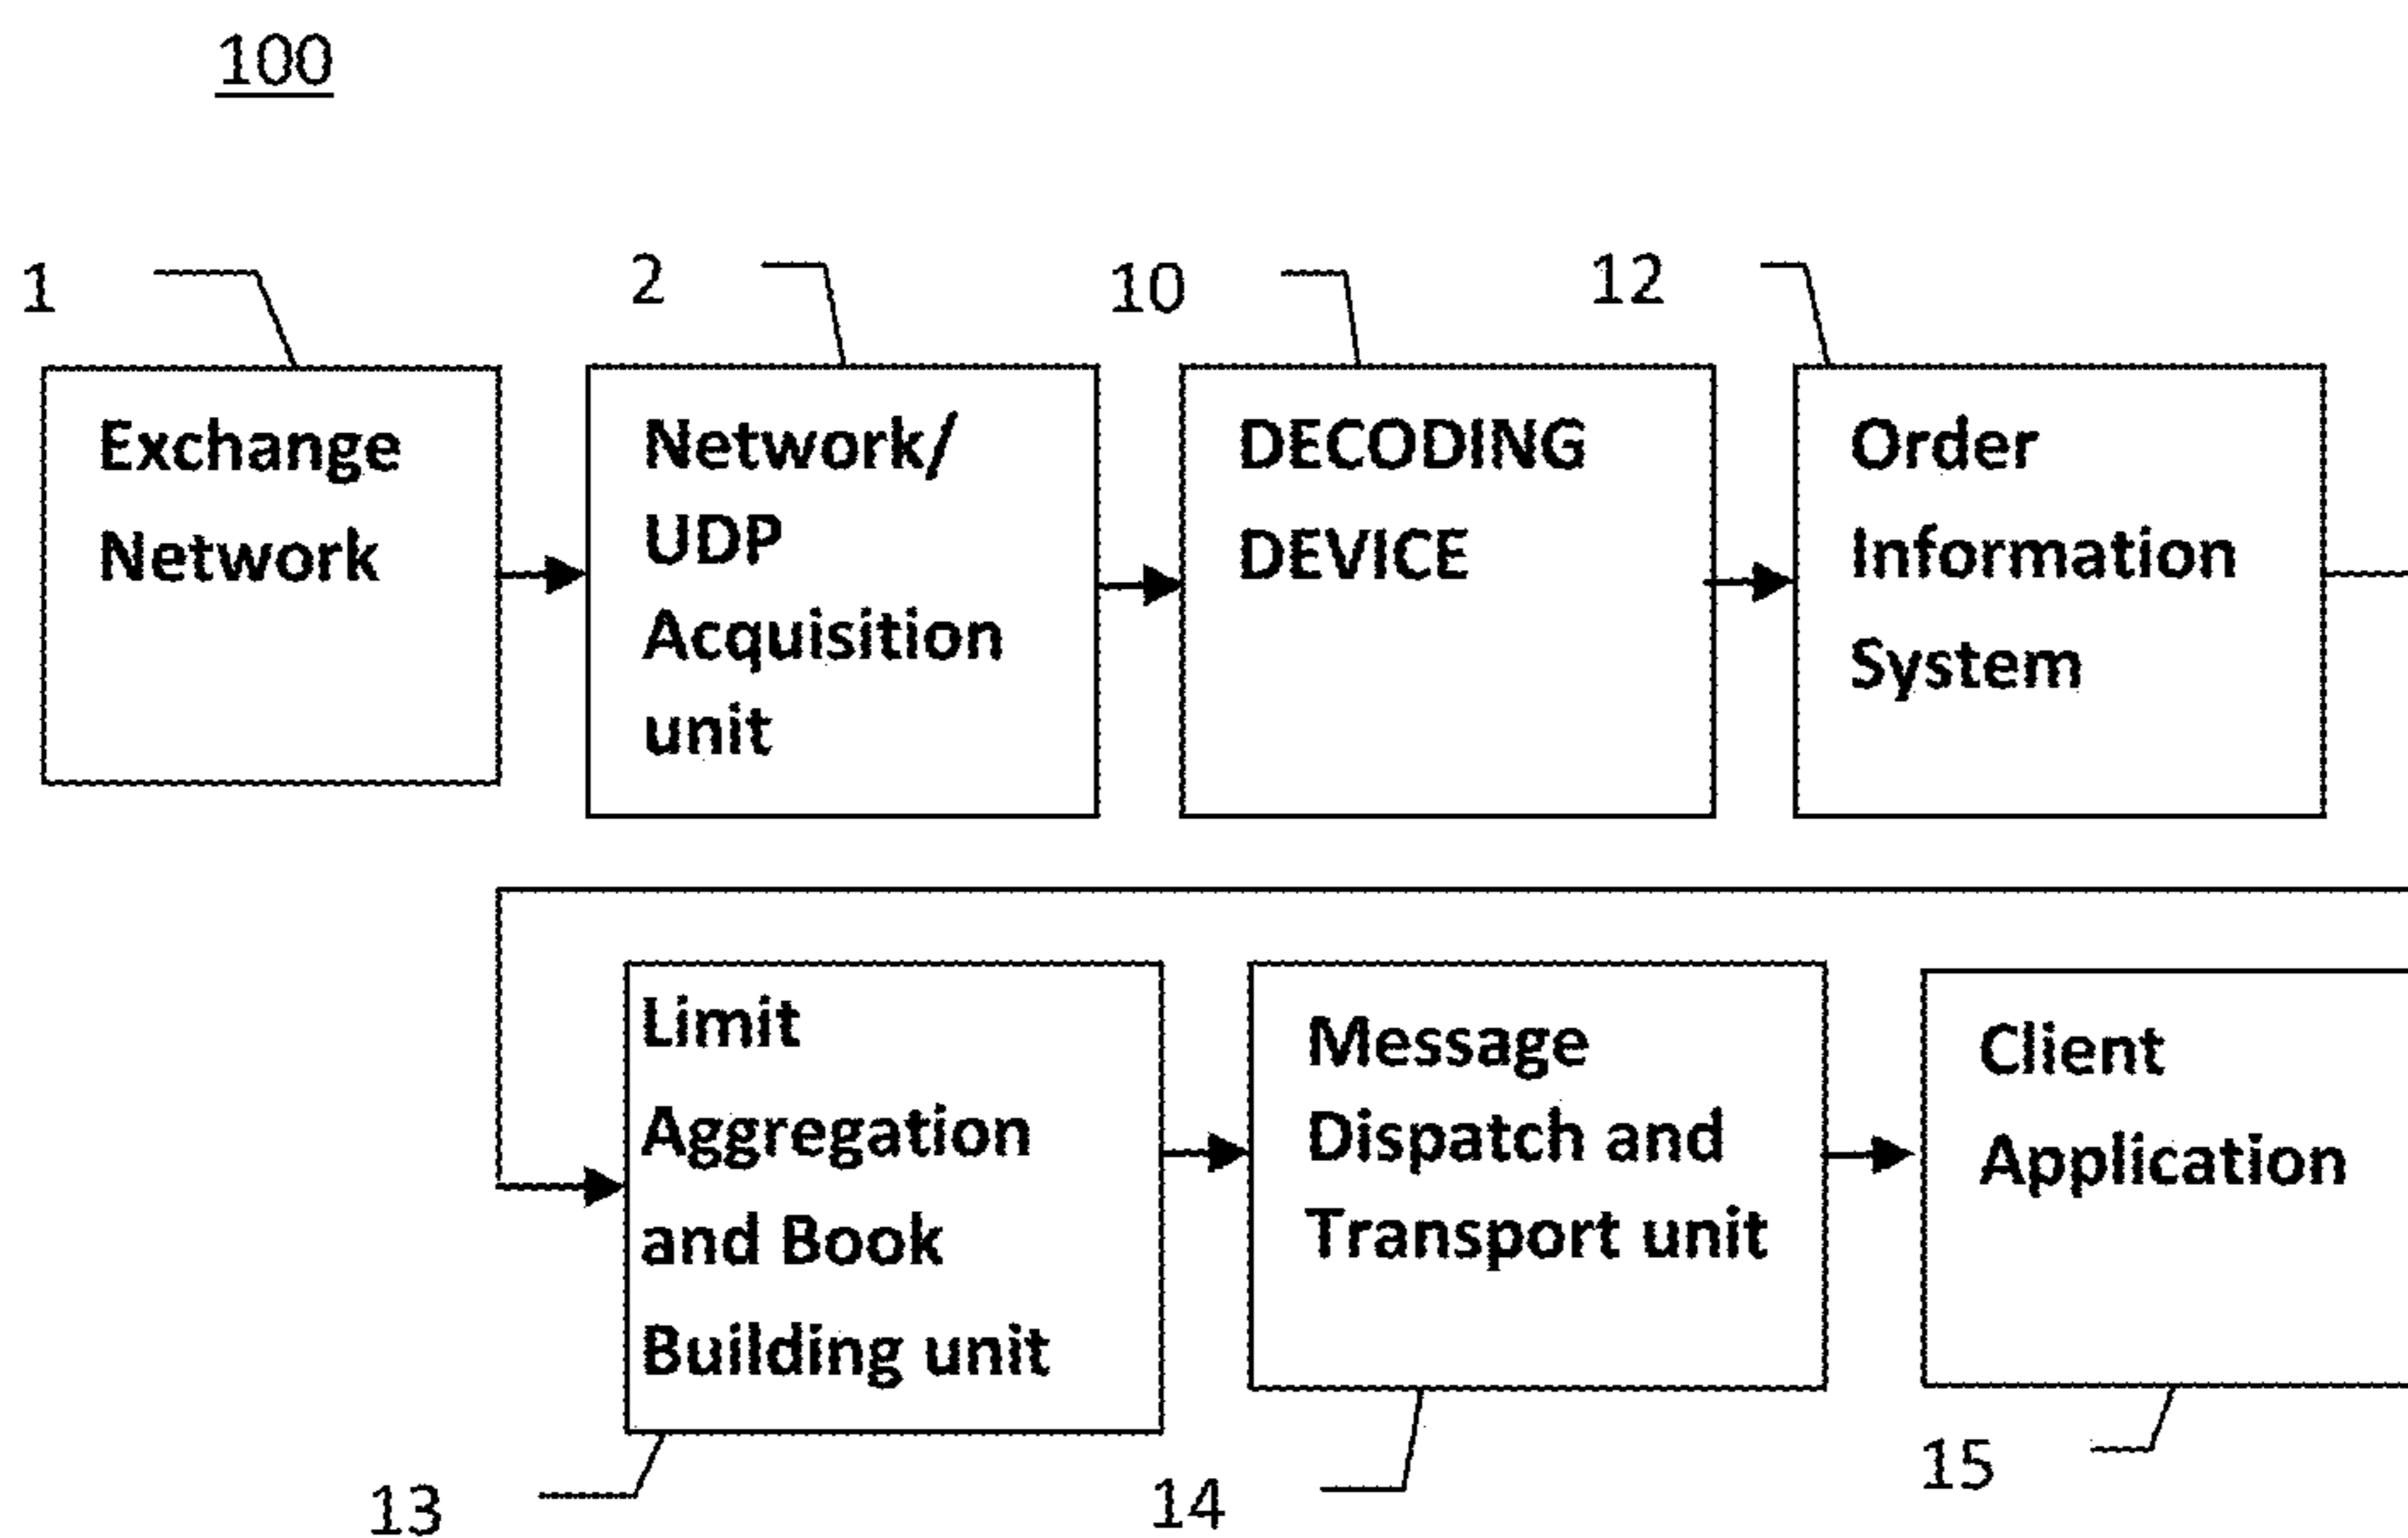 100
1
2
10
12
Exchange
Network
Network/
UDP
Acquisition
unit
DECODING
DEVICE
Order
Information
System
Limit
Aggregation
and Book
Building unit
Message
Dispatch and
Transport unit
Client
Application
13
14
15